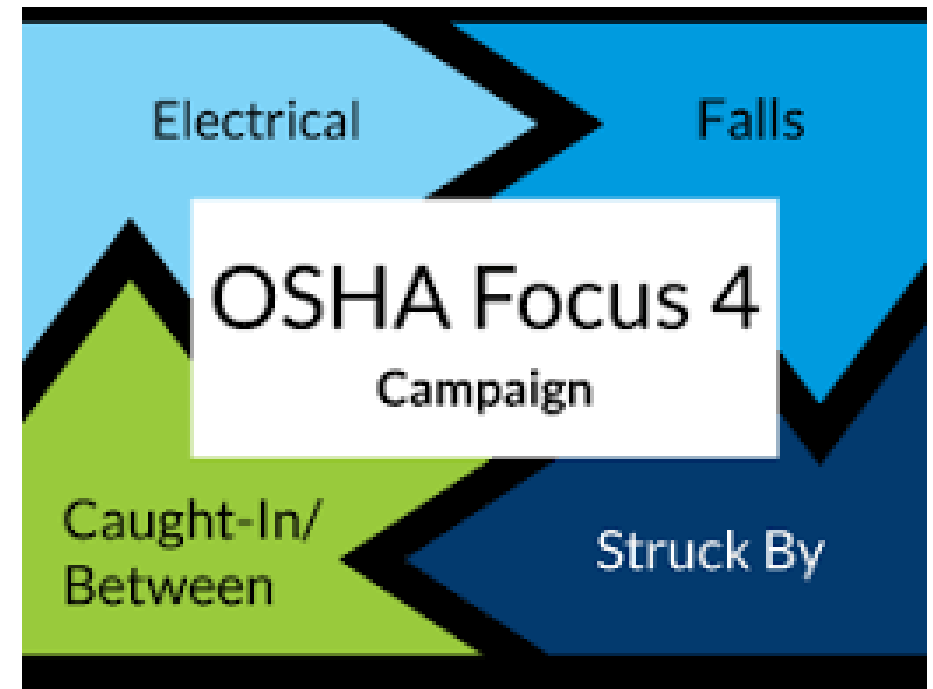 Electrical
Falls
OSHA Focus 4
Campaign
Caught-In/
Between
Struck By